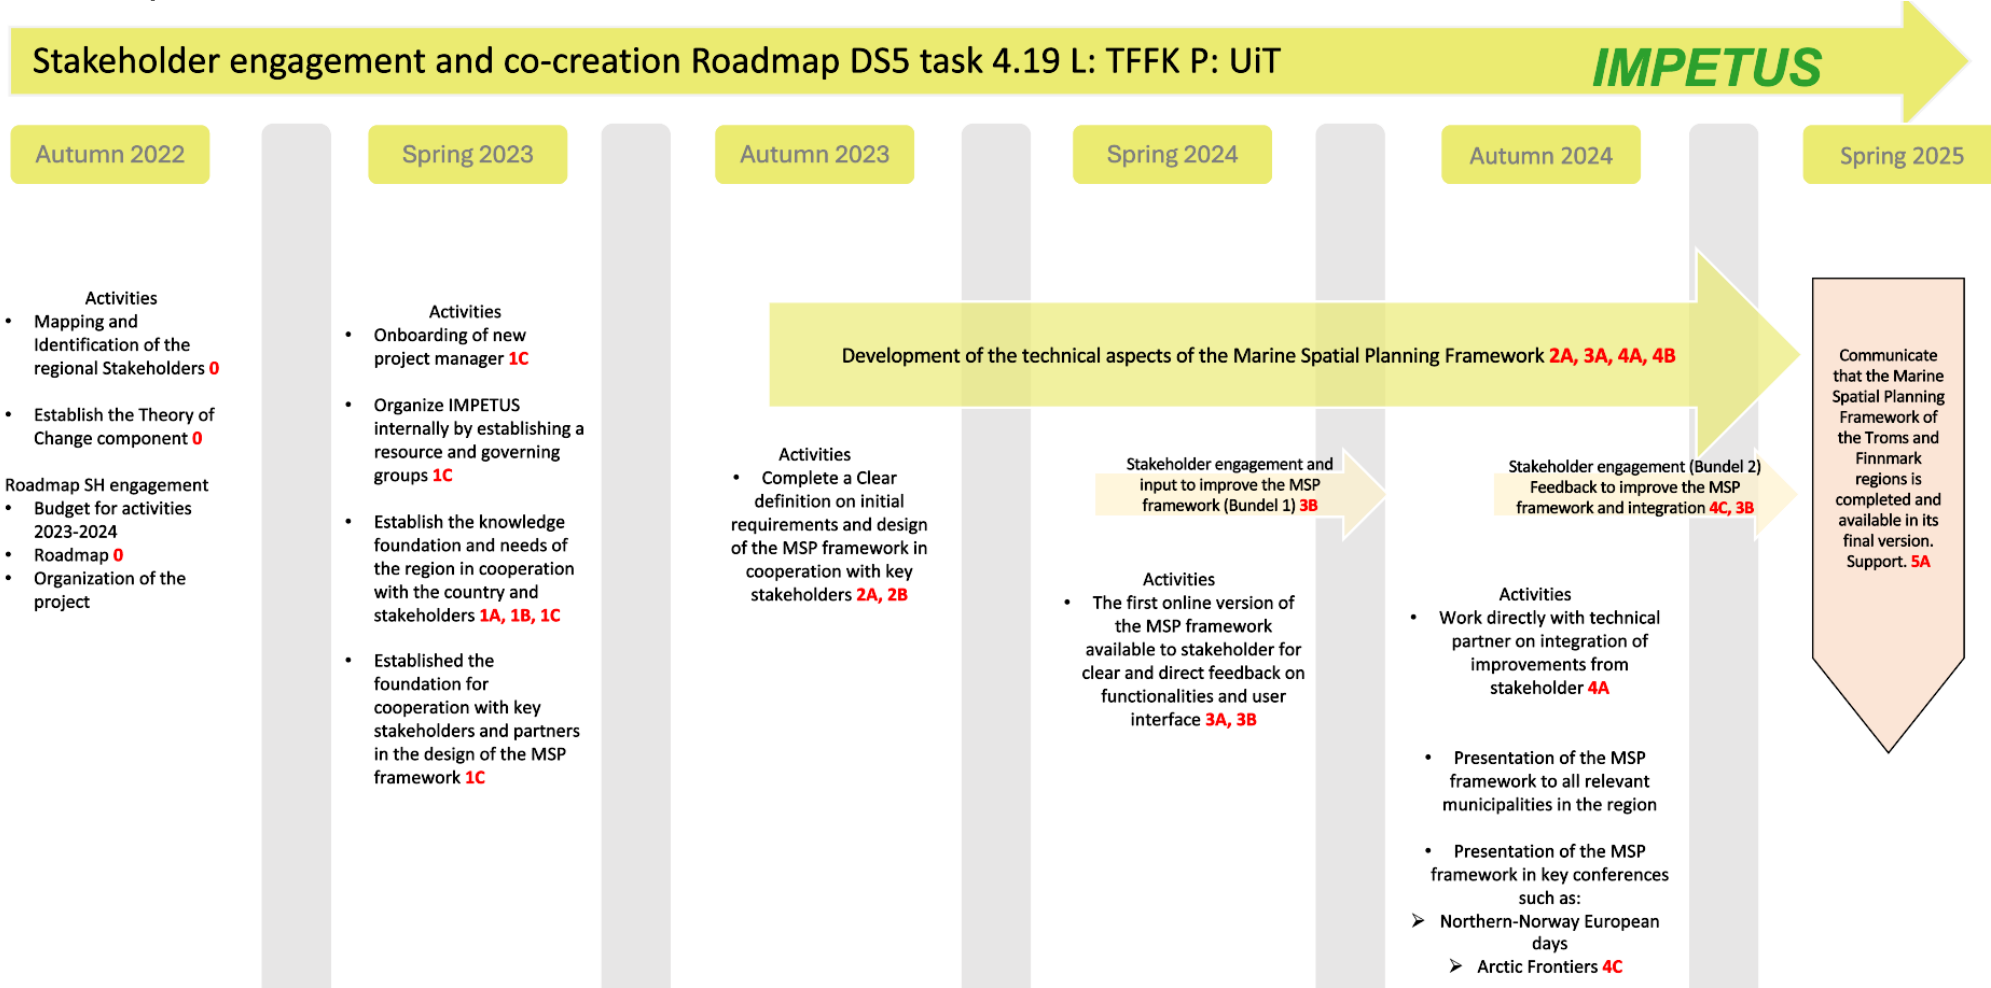 Stakeholder engagement and co-creation Roadmap DS5 task 4.19 L: TFFK P: UiT
IMPETUS
Autumn 2022
Spring 2023
Autumn 2023
Spring 2024
Autumn 2024
Spring 2025
Activities
• Mapping and
Identification of the
regional Stakeholders 0
• Establish the Theory of
Change component 0
Roadmap SH engagement
• Budget for activities
2023-2024
• Roadmap 0
• Organization of the
project
Activities
• Onboarding of new
project manager 1C
• Organize IMPETUS
internally by establishing a
resource and governing
groups 1C
• Establish the knowledge
foundation and needs of
the region in cooperation
with the country and
stakeholders 1A, 1B, 1C
• Established the
foundation for
cooperation with key
stakeholders and partners
in the design of the MSP
framework 1C
Development of the technical aspects of the Marine Spatial Planning Framework 2A, 3A, 4A, 4B
Activities
• Complete a Clear
definition on initial
requirements and design
of the MSP framework in
cooperation with key
stakeholders 2A, 2B
Stakeholder engagement and
input to improve the MSP
framework (Bundel 1) 3B
Activities
• The first online version of
the MSP framework
available to stakeholder for
clear and direct feedback on
functionalities and user
interface 3A, 3B
Stakeholder engagement (Bundel 2)
Feedback to improve the MSP
framework and integration 4C, 3B
Activities
• Work directly with technical
partner on integration of
improvements from
stakeholder 4A
• Presentation of the MSP
framework to all relevant
municipalities in the region
• Presentation of the MSP
framework in key conferences
such as:
➢ Northern-Norway European
days
➢ Arctic Frontiers 4C
Communicate
that the Marine
Spatial Planning
Framework of
the Troms and
Finnmark
regions is
completed and
available in its
final version.
Support. 5A